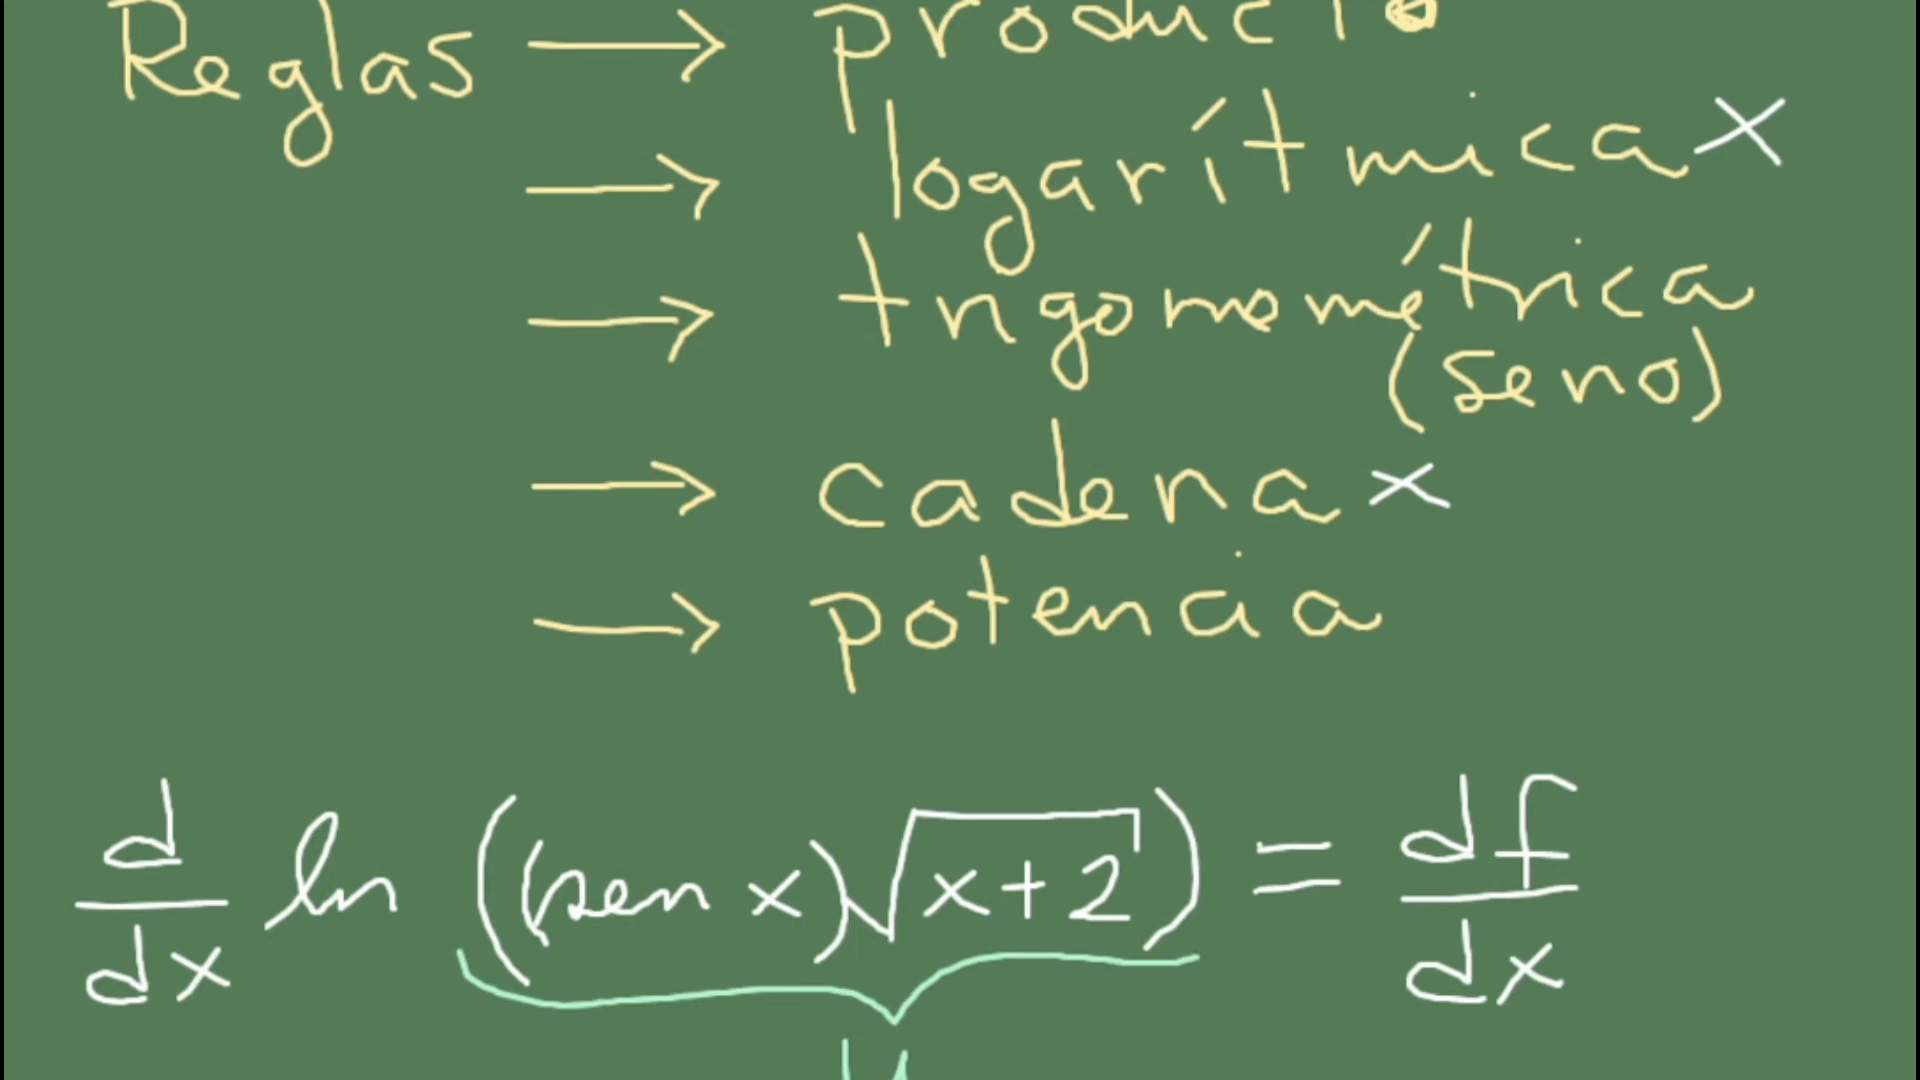 Reglas → producto
→ logarítmica ×
→ trigonométrica
(seno)
→ cadena ×
→ potencia
d/dx ln ((sen x)√(x+2)) = df/dx